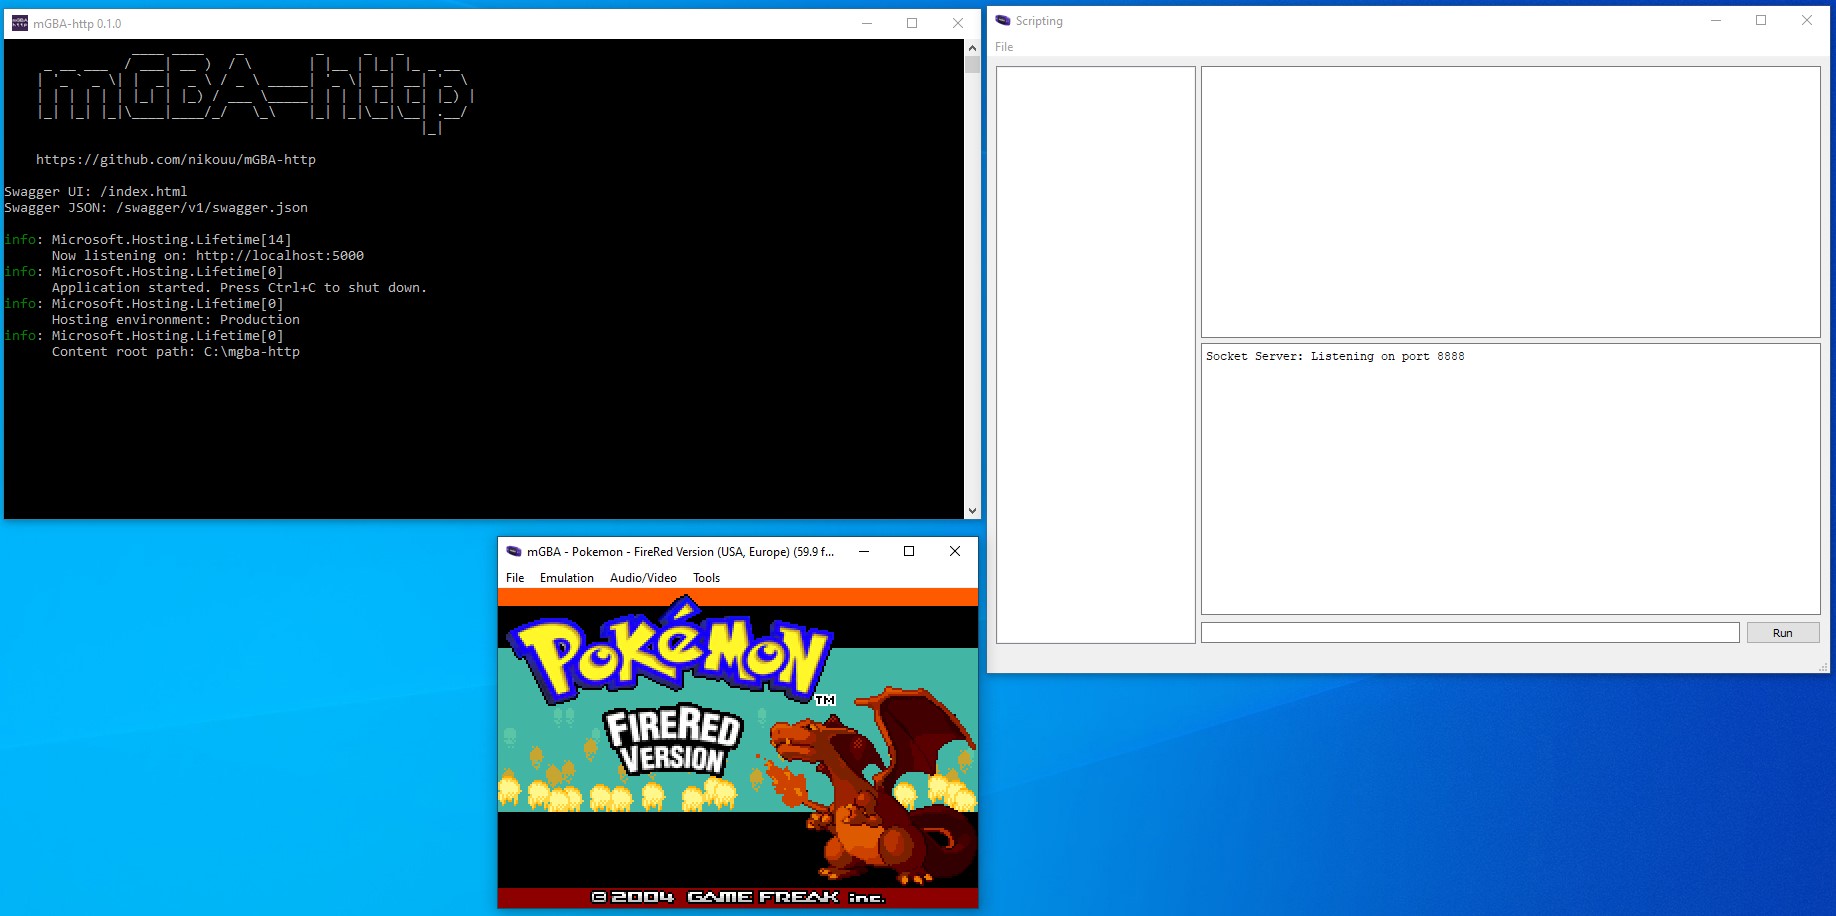 mGBA-http 0.1.0
mGBA-http
https://github.com/nikouu/mGBA-http
Swagger UI: /index.html
Swagger JSON: /swagger/v1/swagger.json
info: Microsoft.Hosting.Lifetime[14]
Now listening on: http://localhost:5000
info: Microsoft.Hosting.Lifetime[0]
Application started. Press Ctrl+C to shut down.
info: Microsoft.Hosting.Lifetime[0]
Hosting environment: Production
info: Microsoft.Hosting.Lifetime[0]
Content root path: C:\mgba-http
Scripting
File
Socket Server: Listening on port 8888
Run
mGBA - Pokemon - FireRed Version (USA, Europe) (59.9 f...
File Emulation Audio/Video Tools
POKéMON
TM
FIRERED
VERSION
© 2004 GAME FREAK inc.